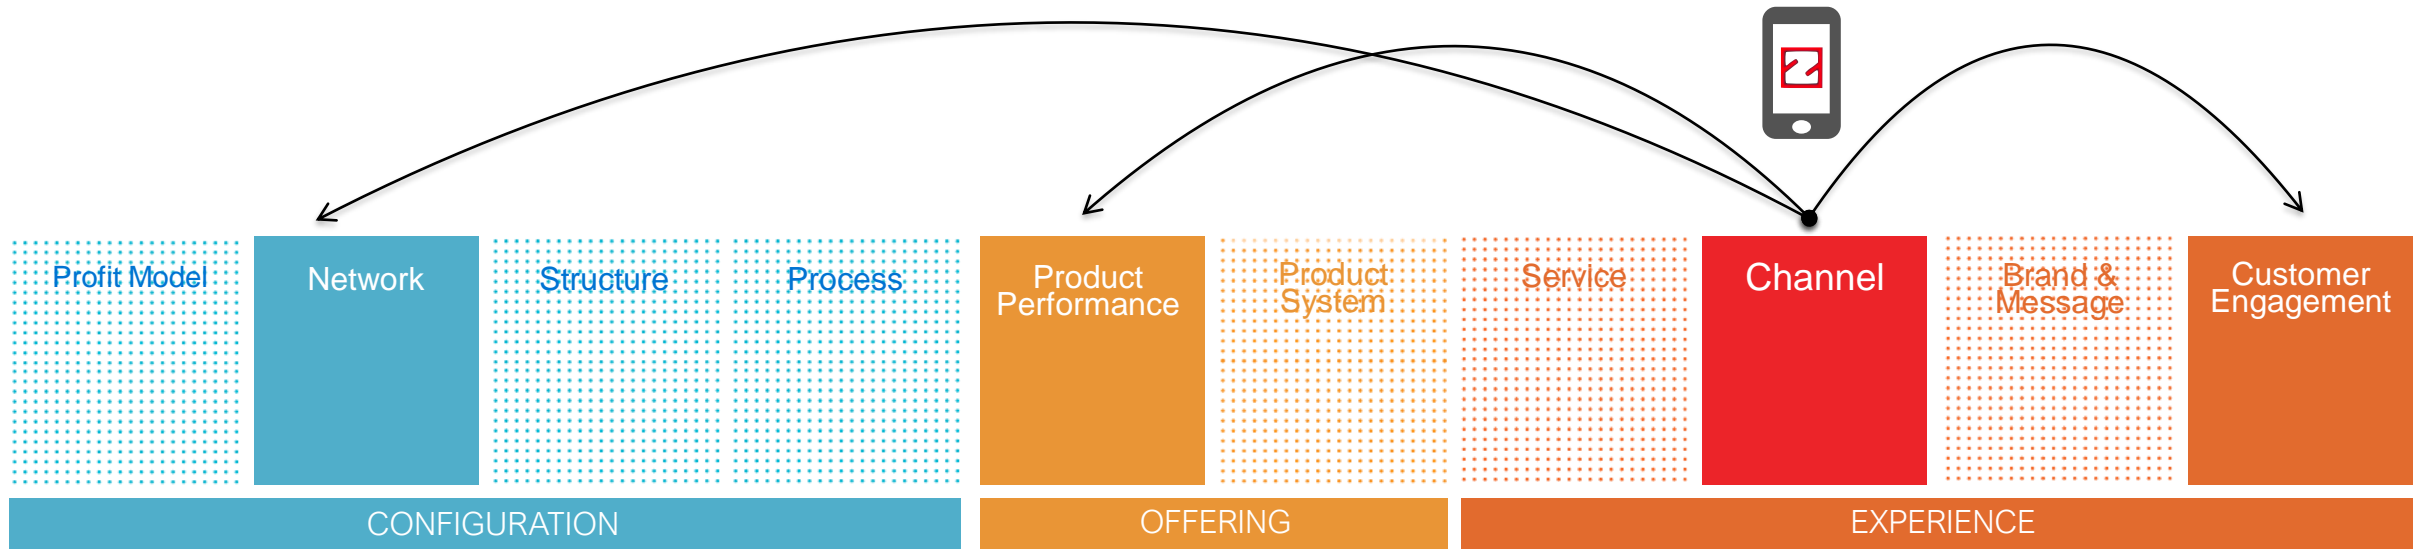 Profit Model
Network
Structure
Process
Product
Performance
Product
System
Service
Channel
Brand &
Message
Customer
Engagement
CONFIGURATION
OFFERING
EXPERIENCE